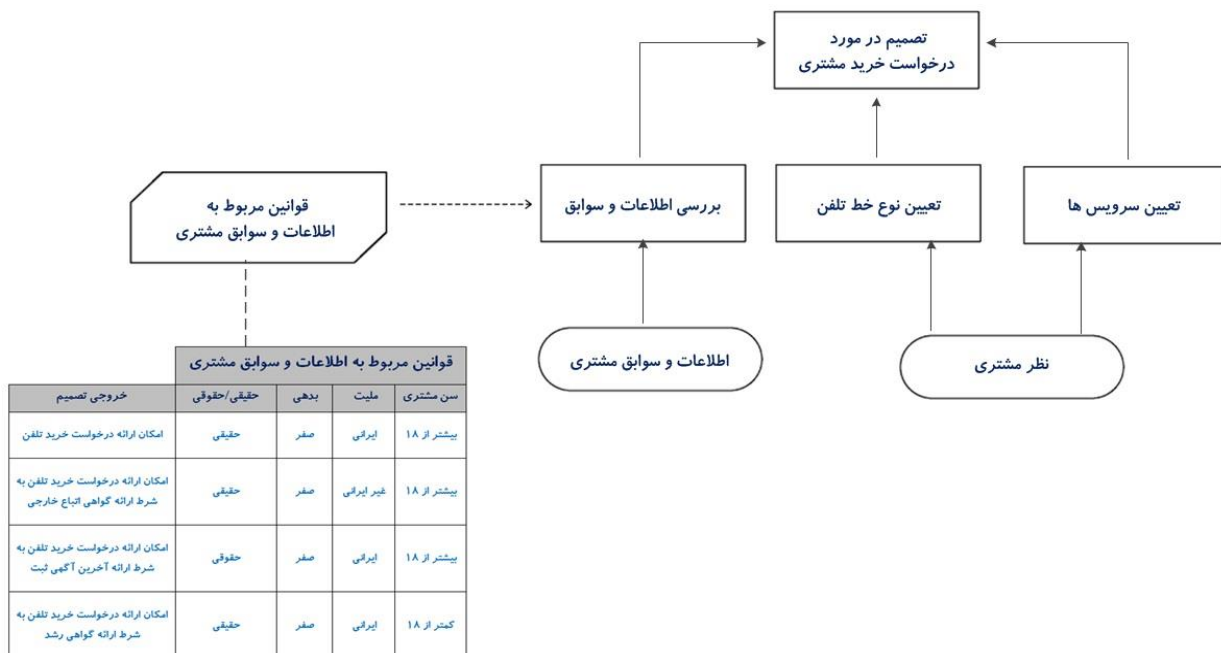 تصمیم در مورد
درخواست خرید مشتری
قوانین مربوط به
اطلاعات و سوابق مشتری
بررسی اطلاعات و سوابق
تعیین نوع خط تلفن
تعیین سرویس ها
اطلاعات و سوابق مشتری
نظر مشتری
قوانین مربوط به اطلاعات و سوابق مشتری
سن مشتری ملیت بدهی حقیقی/حقوقی خروجی تصمیم
بیشتر از ۱۸ ایرانی صفر حقیقی امکان ارائه درخواست خرید تلفن
بیشتر از ۱۸ غیر ایرانی صفر حقیقی امکان ارائه درخواست خرید تلفن به
شرط ارائه گواهی اتباع خارجی
بیشتر از ۱۸ ایرانی صفر حقوقی امکان ارائه درخواست خرید تلفن به
شرط ارائه آخرین آگهی ثبت
کمتر از ۱۸ ایرانی صفر حقیقی امکان ارائه درخواست خرید تلفن به
شرط ارائه گواهی رشد